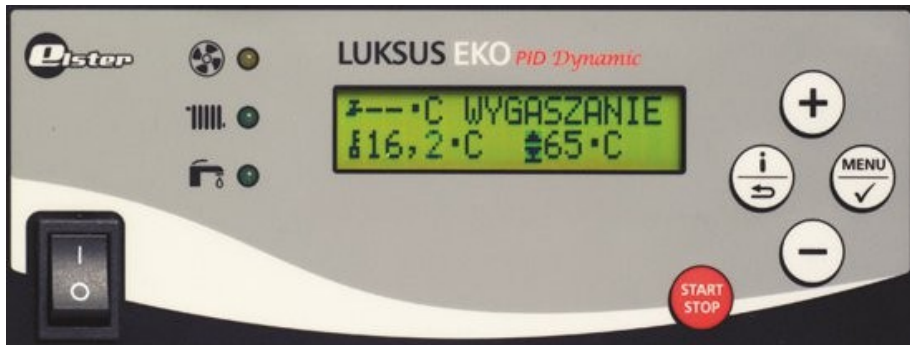 elster
LUKSUS EKO PID Dynamic
--°C WYGASZANIE
16,2°C 65°C
+
i
MENU
−
START
STOP
I
O